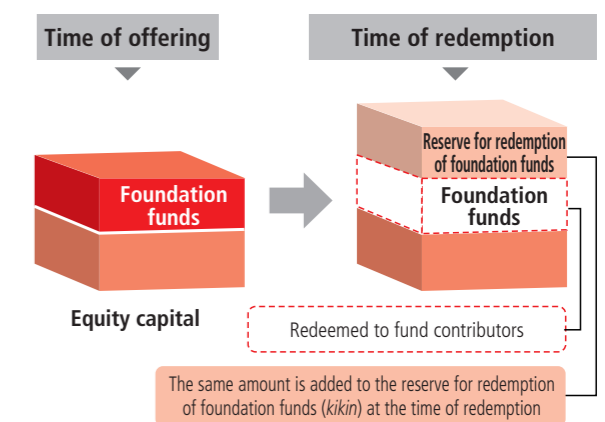 Time of offering
Time of redemption
Foundation
funds
Equity capital
Reserve for redemption
of foundation funds
Foundation
funds
Redeemed to fund contributors
The same amount is added to the reserve for redemption
of foundation funds (kikin) at the time of redemption